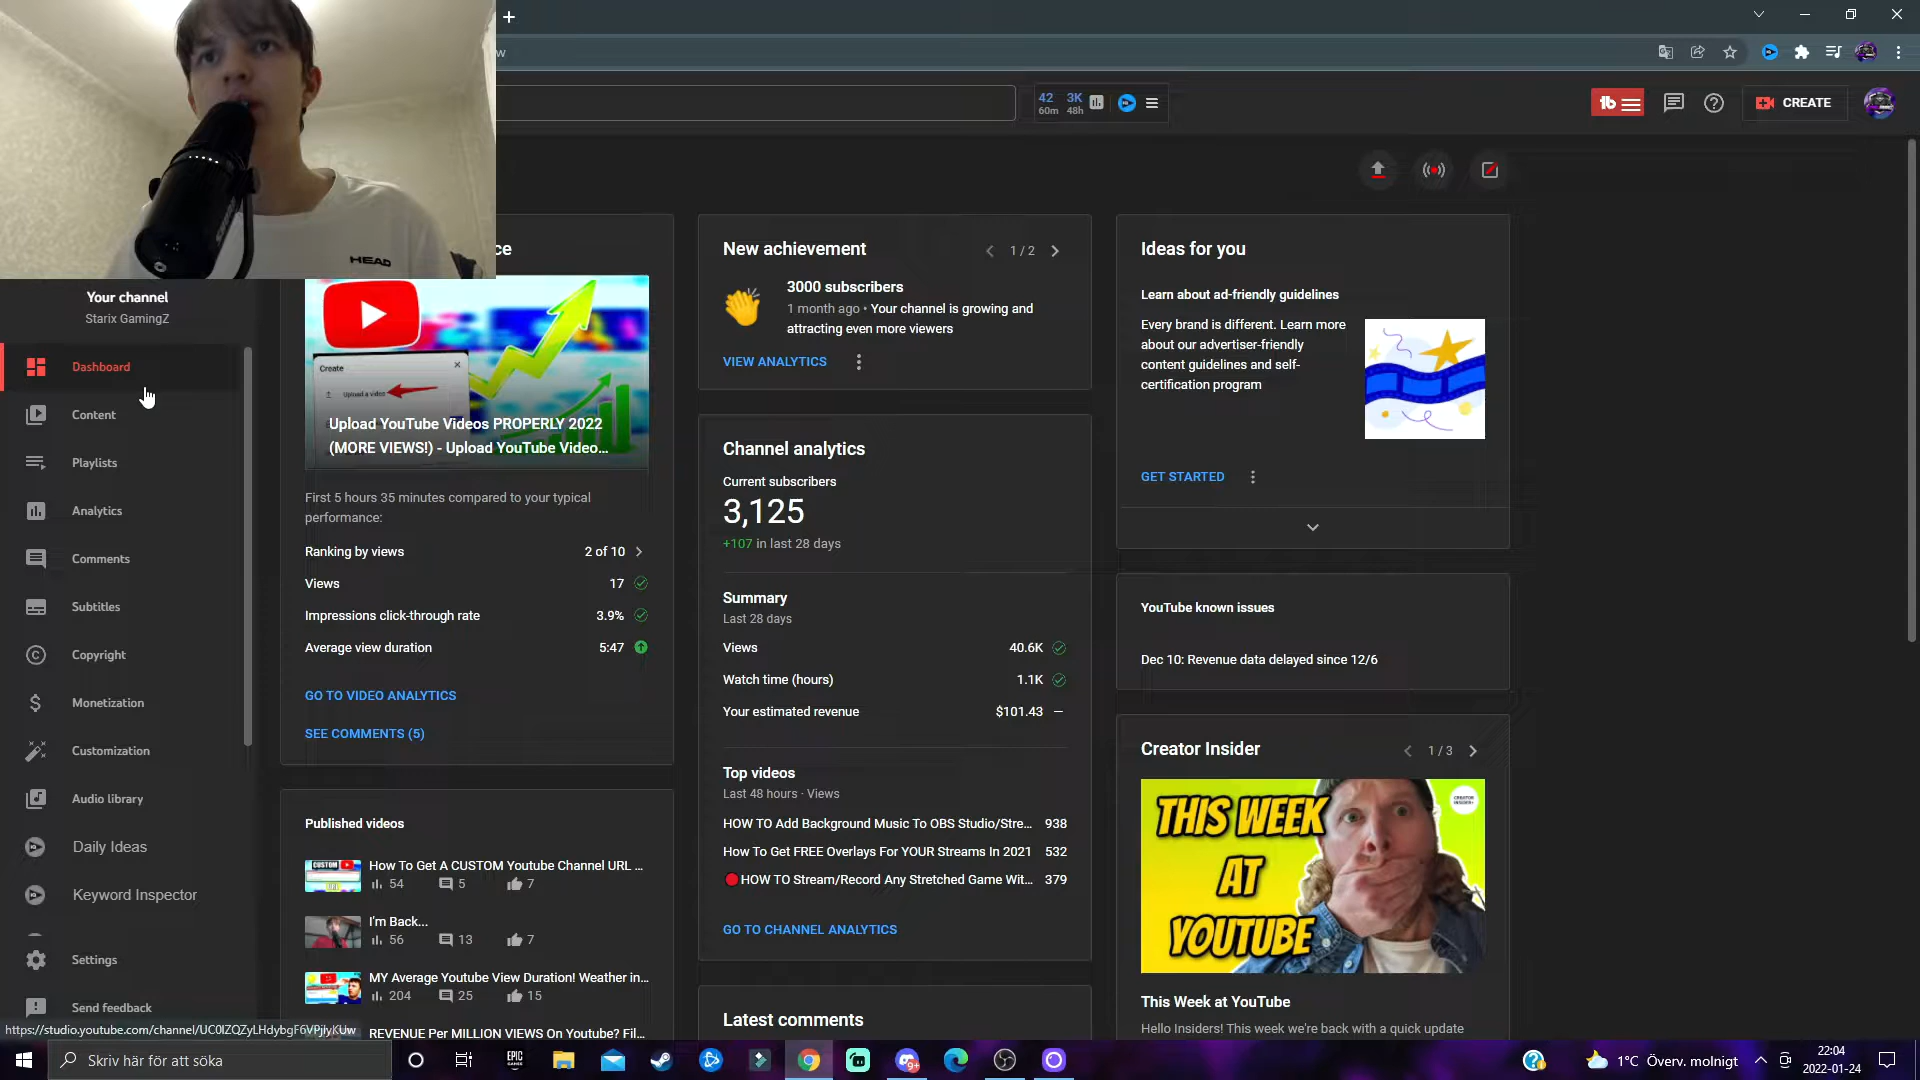 w
42
60m
3K
48h
CREATE
HEAD
ce
Your channel
Starix GamingZ
Dashboard
Content
Playlists
Analytics
Comments
Subtitles
Copyright
Monetization
Customization
Audio library
Daily Ideas
Keyword Inspector
Settings
Send feedback
https://studio.youtube.com/channel/UC0IZQZyLHdybgF6VPjlyKUw
Create
Upload a video
Upload YouTube Videos PROPERLY 2022
(MORE VIEWS!) - Upload YouTube Video...
First 5 hours 35 minutes compared to your typical
performance:
Ranking by views 2 of 10
Views 17
Impressions click-through rate 3.9%
Average view duration 5:47
GO TO VIDEO ANALYTICS
SEE COMMENTS (5)
Published videos
CUSTOM
How To Get A CUSTOM Youtube Channel URL ...
54 5 7
I'm Back...
56 13 7
MY Average Youtube View Duration! Weather in...
204 25 15
REVENUE Per MILLION VIEWS On Youtube? Fil...
New achievement
1 / 2
3000 subscribers
1 month ago • Your channel is growing and
attracting even more viewers
VIEW ANALYTICS
Channel analytics
Current subscribers
3,125
+107 in last 28 days
Summary
Last 28 days
Views 40.6K
Watch time (hours) 1.1K
Your estimated revenue $101.43 —
Top videos
Last 48 hours · Views
HOW TO Add Background Music To OBS Studio/Stre... 938
How To Get FREE Overlays For YOUR Streams In 2021 532
HOW TO Stream/Record Any Stretched Game Wit... 379
GO TO CHANNEL ANALYTICS
Latest comments
Ideas for you
Learn about ad-friendly guidelines
Every brand is different. Learn more
about our advertiser-friendly
content guidelines and self-
certification program
GET STARTED
YouTube known issues
Dec 10: Revenue data delayed since 12/6
Creator Insider
1 / 3
THIS WEEK
AT
YOUTUBE
CREATOR
INSIDER
This Week at YouTube
Hello Insiders! This week we're back with a quick update
Skriv här för att söka
EPIC
GAMES
9+
1°C Överv. molnigt
22:04
2022-01-24